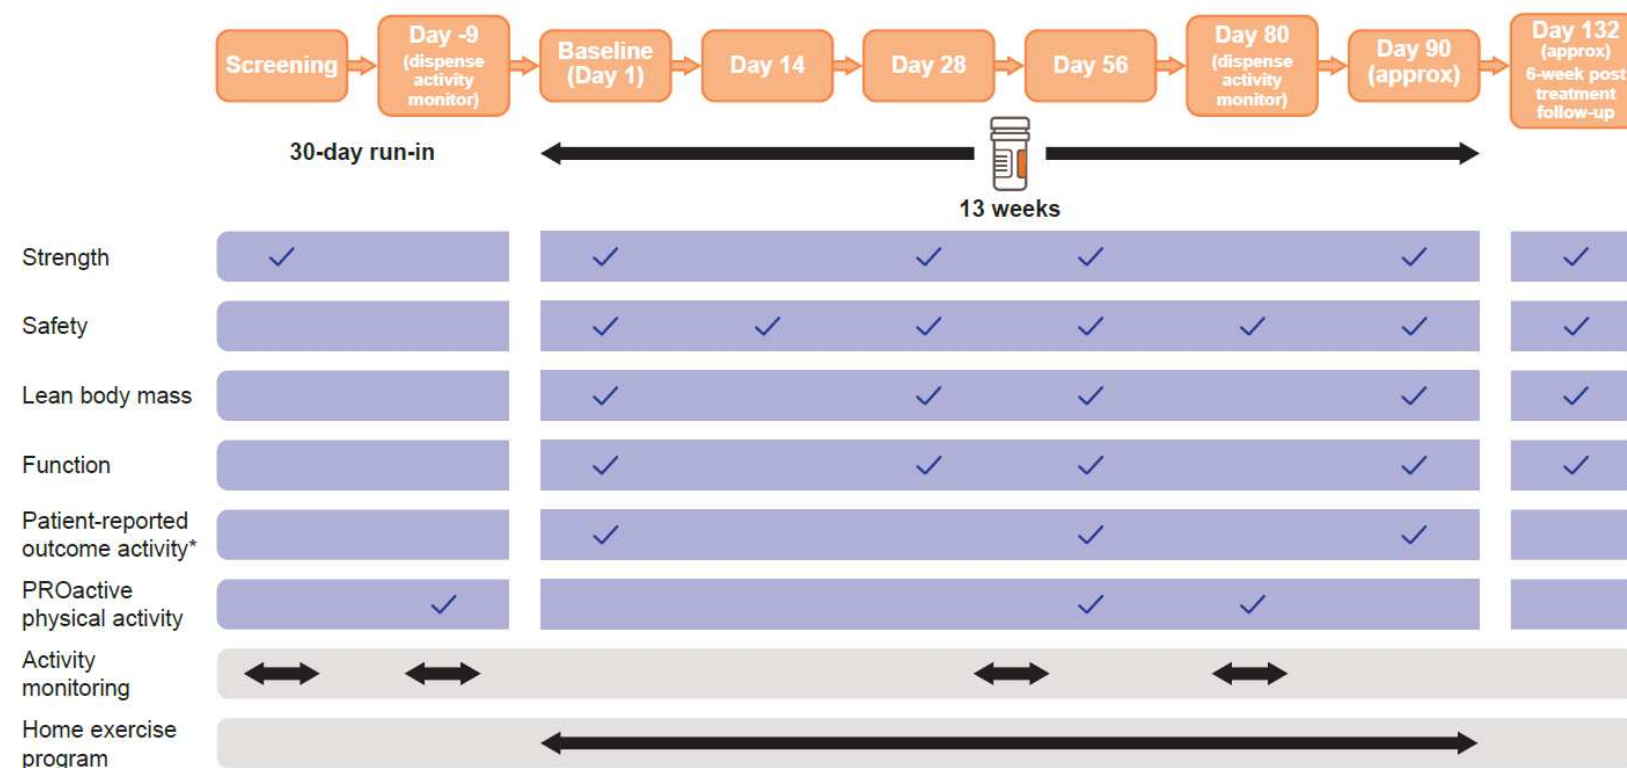 Screening
Day -9
(dispense
activity
monitor)
Baseline
(Day 1)
Day 14
Day 28
Day 56
Day 80
(dispense
activity
monitor)
Day 90
(approx)
Day 132
(approx)
6-week post
treatment
follow-up
30-day run-in
13 weeks
Strength
Safety
Lean body mass
Function
Patient-reported
outcome activity*
PROactive
physical activity
Activity
monitoring
Home exercise
program